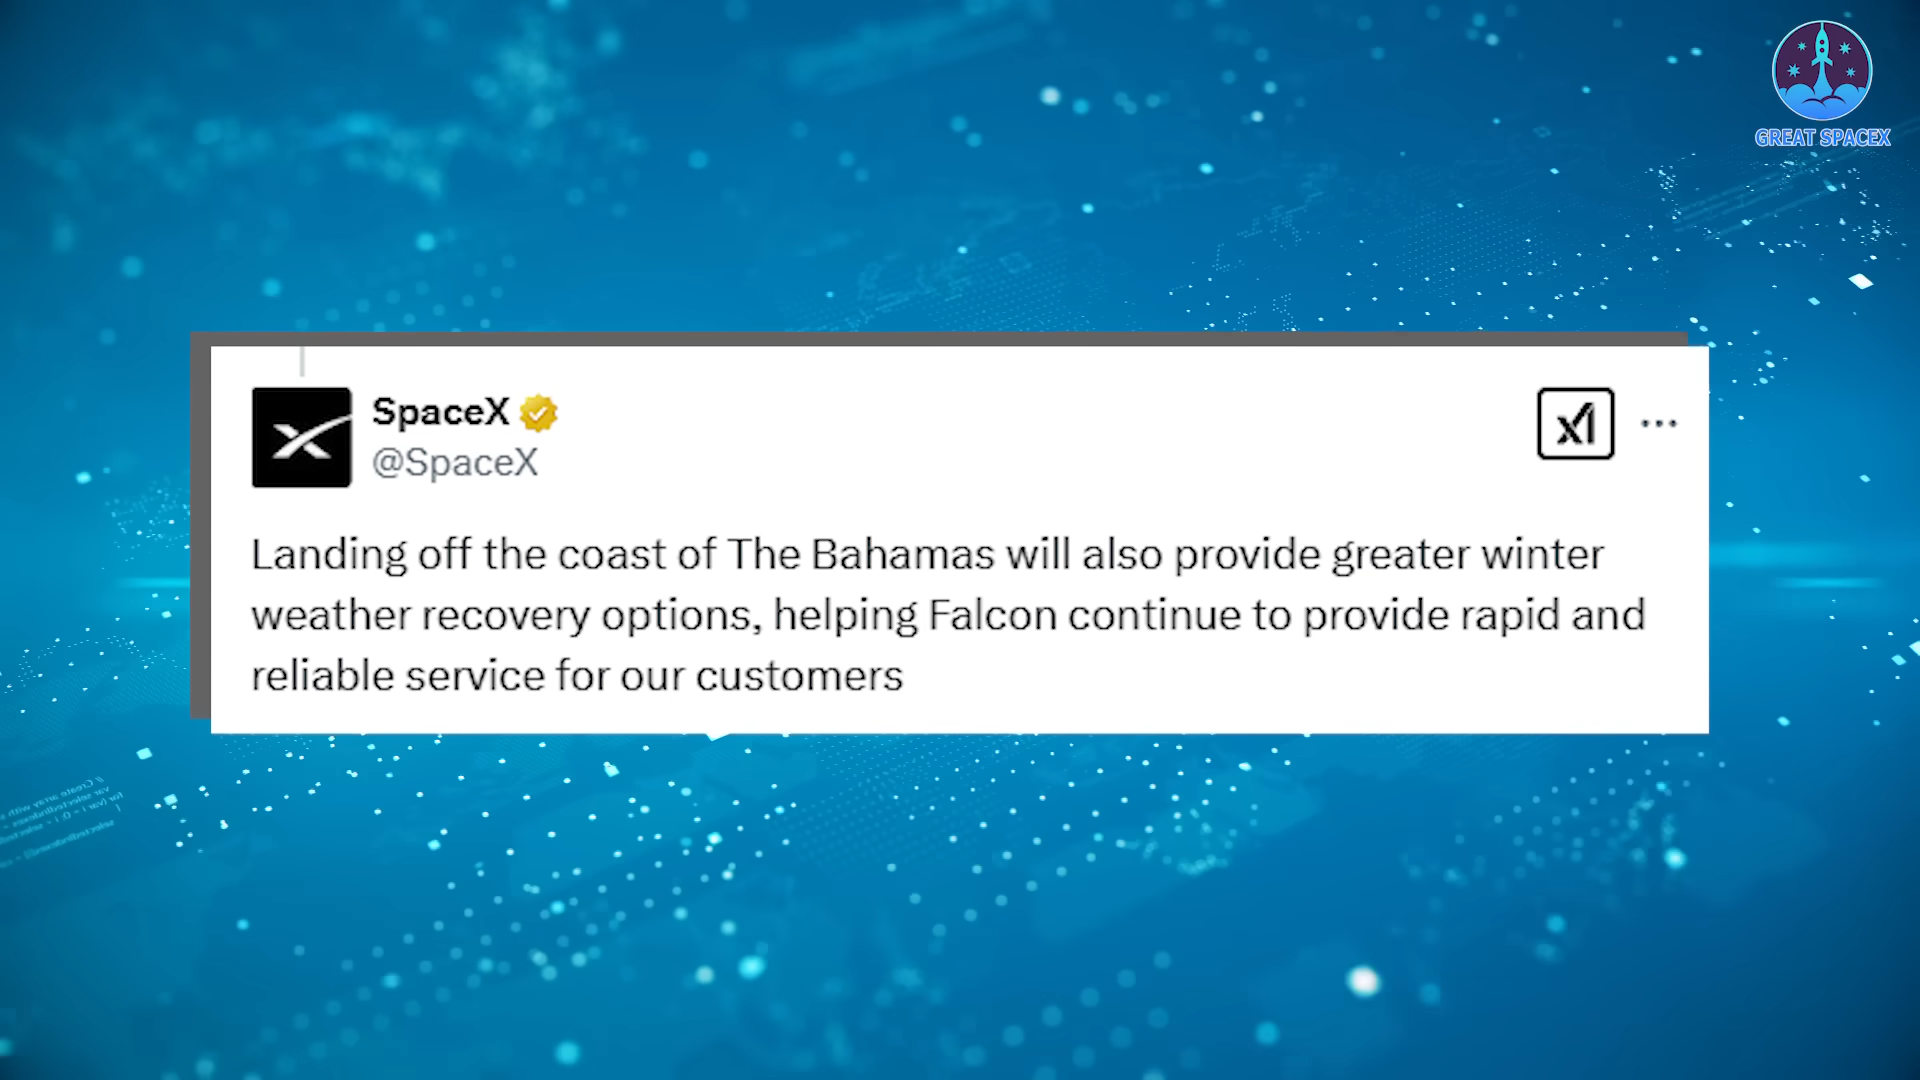 GREAT SPACEX
SpaceX
@SpaceX
Landing off the coast of The Bahamas will also provide greater winter
weather recovery options, helping Falcon continue to provide rapid and
reliable service for our customers